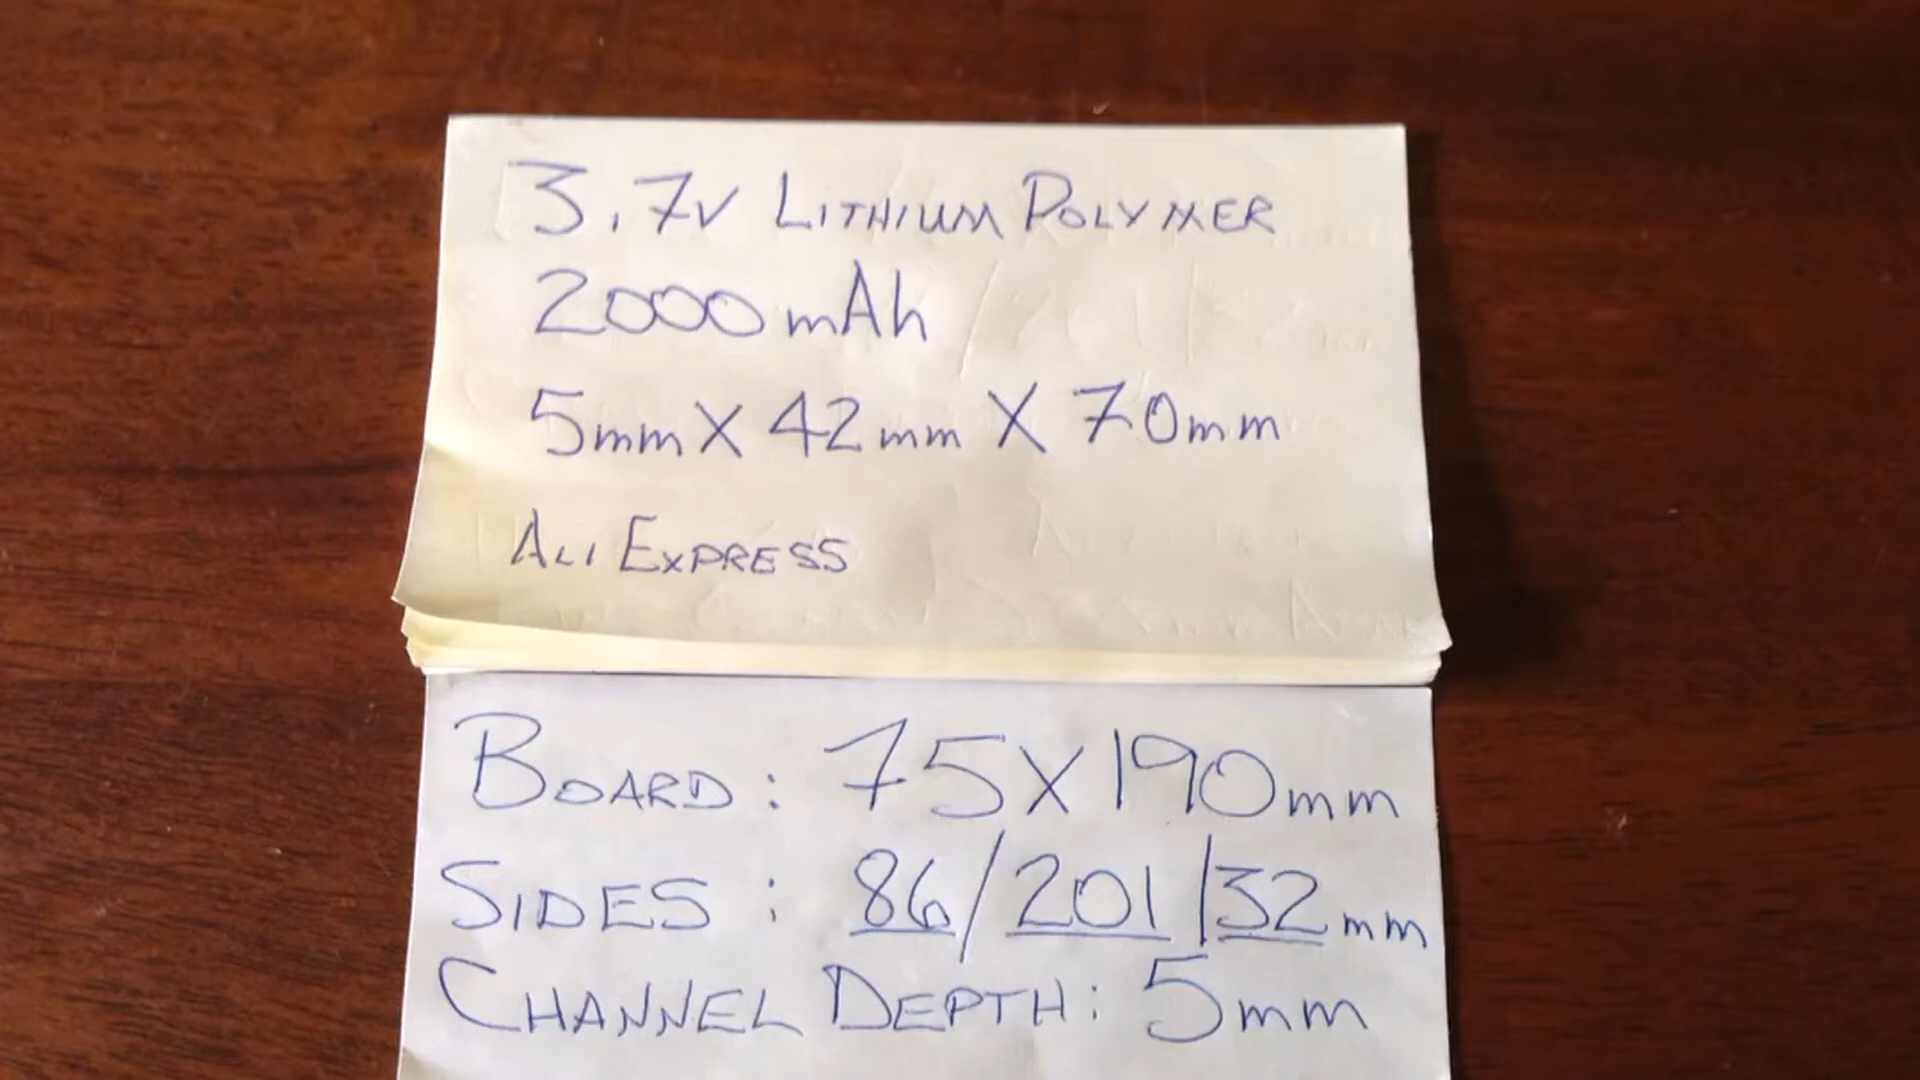 3.7V LITHIUM POLYMER
2000mAh
5mm X 42mm X 70mm
ALI EXPRESS
BOARD: 75X190mm
SIDES: 86/201/32mm
CHANNEL DEPTH: 5mm